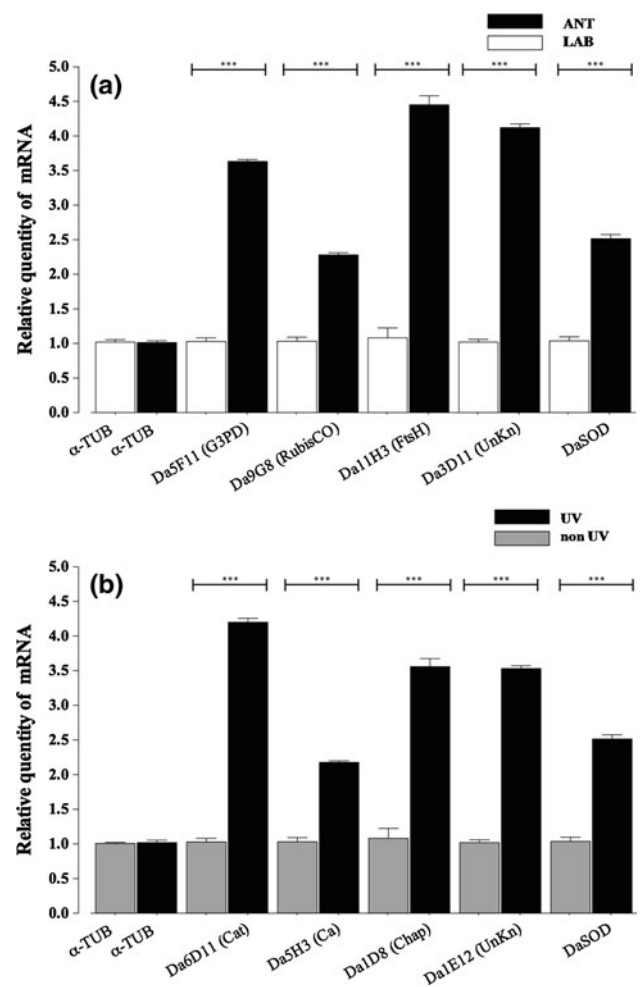 ANT
LAB
(a)
*** *** *** *** ***
Relative quentity of mRNA
5.0
4.5
4.0
3.5
3.0
2.5
2.0
1.5
1.0
0.5
0.0
α-TUB
α-TUB
Da5F11 (G3PD)
Da9G8 (RubisCO)
Da11H3 (FtsH)
Da3D11 (UnKn)
DaSOD
UV
non UV
(b)
*** *** *** *** ***
Relative quentity of mRNA
5.0
4.5
4.0
3.5
3.0
2.5
2.0
1.5
1.0
0.5
0.0
α-TUB
α-TUB
Da6D11 (Cat)
Da5H3 (Ca)
Da1D8 (Chap)
Da1E12 (UnKn)
DaSOD